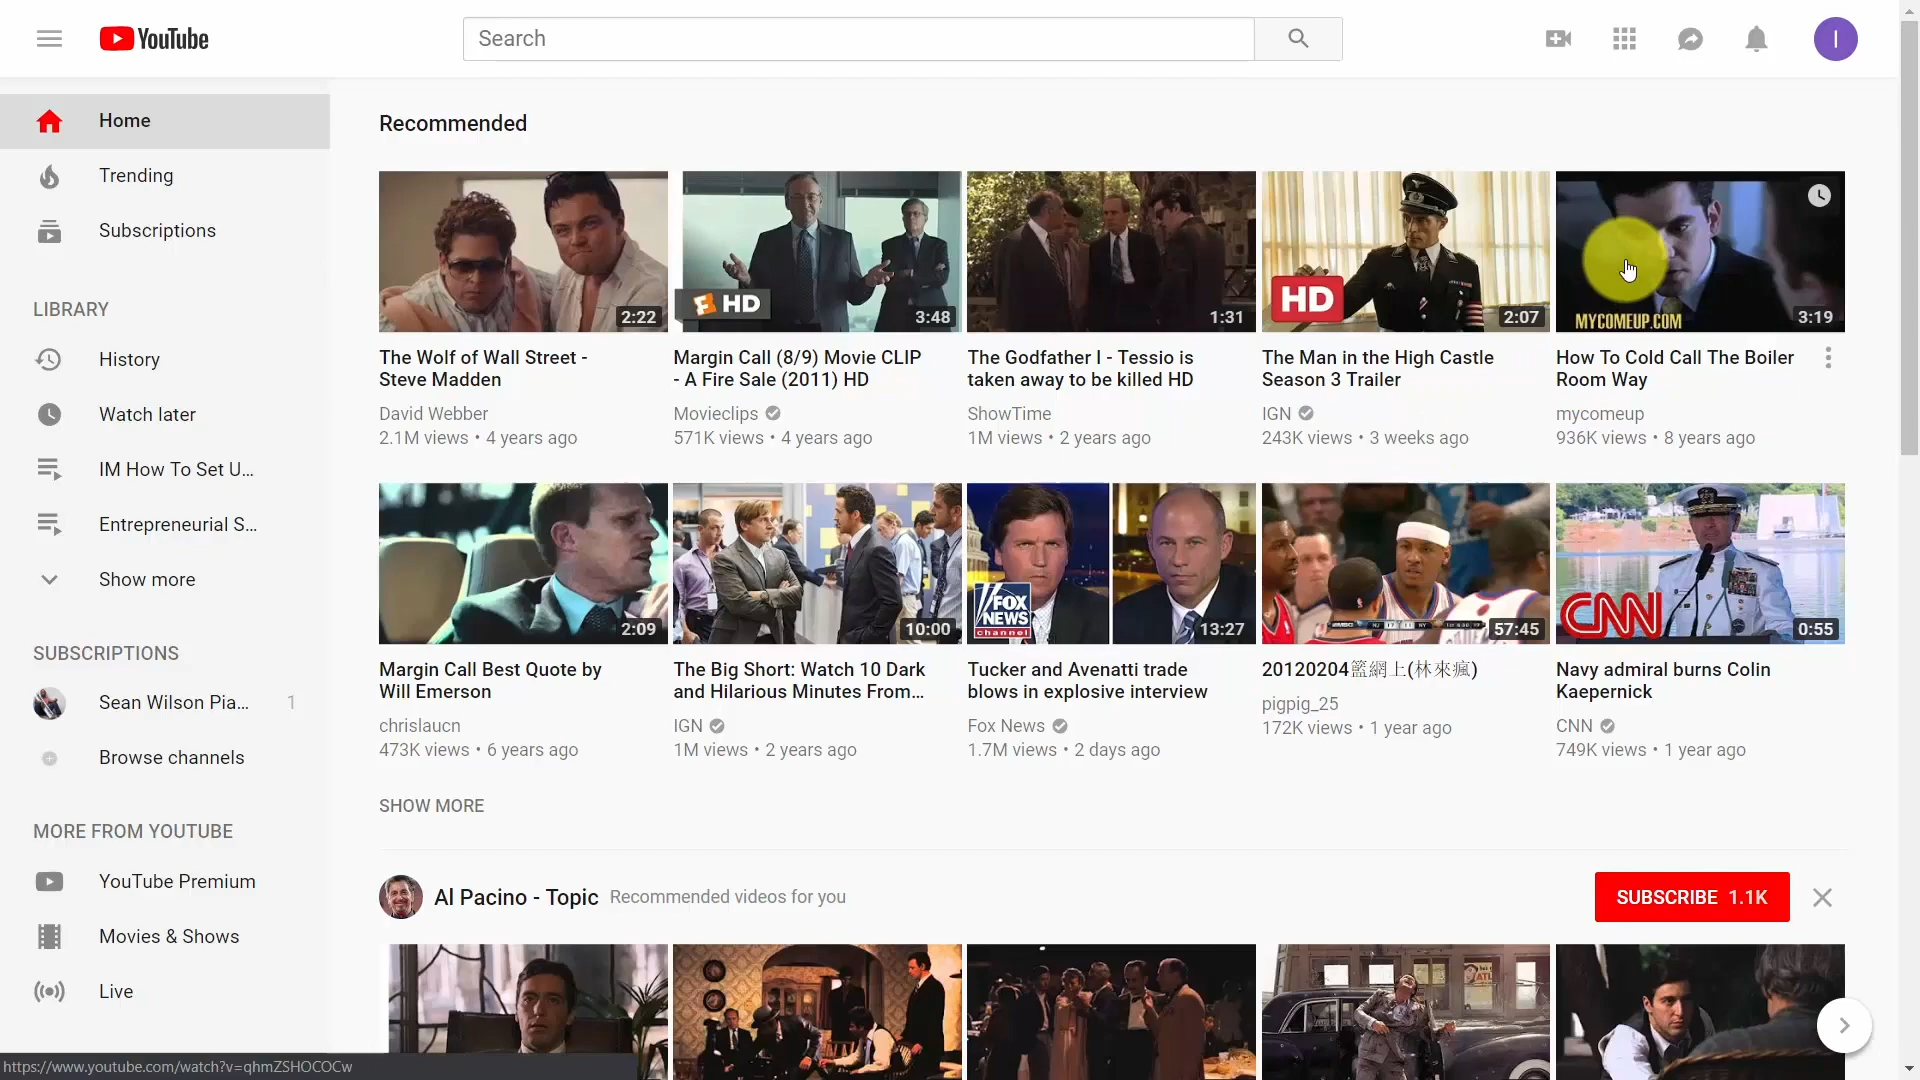 YouTube
Search
I
Home
Trending
Subscriptions
LIBRARY
History
Watch later
IM How To Set U...
Entrepreneurial S...
Show more
SUBSCRIPTIONS
Sean Wilson Pia... 1
Browse channels
MORE FROM YOUTUBE
YouTube Premium
Movies & Shows
Live
https://www.youtube.com/watch?v=qhmZSHOCOCw
Recommended
2:22
The Wolf of Wall Street -
Steve Madden
David Webber
2.1M views • 4 years ago
HD
3:48
Margin Call (8/9) Movie CLIP
- A Fire Sale (2011) HD
Movieclips
571K views • 4 years ago
1:31
The Godfather I - Tessio is
taken away to be killed HD
ShowTime
1M views • 2 years ago
HD
2:07
The Man in the High Castle
Season 3 Trailer
IGN
243K views • 3 weeks ago
MYCOMEUP.COM
3:19
How To Cold Call The Boiler
Room Way
mycomeup
936K views • 8 years ago
2:09
Margin Call Best Quote by
Will Emerson
chrislaucn
473K views • 6 years ago
10:00
The Big Short: Watch 10 Dark
and Hilarious Minutes From...
IGN
1M views • 2 years ago
FOX
NEWS
channel
13:27
Tucker and Avenatti trade
blows in explosive interview
Fox News
1.7M views • 2 days ago
57:45
20120204籃網上(林來瘋)
pigpig_25
172K views • 1 year ago
CNN
0:55
Navy admiral burns Colin
Kaepernick
CNN
749K views • 1 year ago
SHOW MORE
Al Pacino - Topic Recommended videos for you
SUBSCRIBE 1.1K